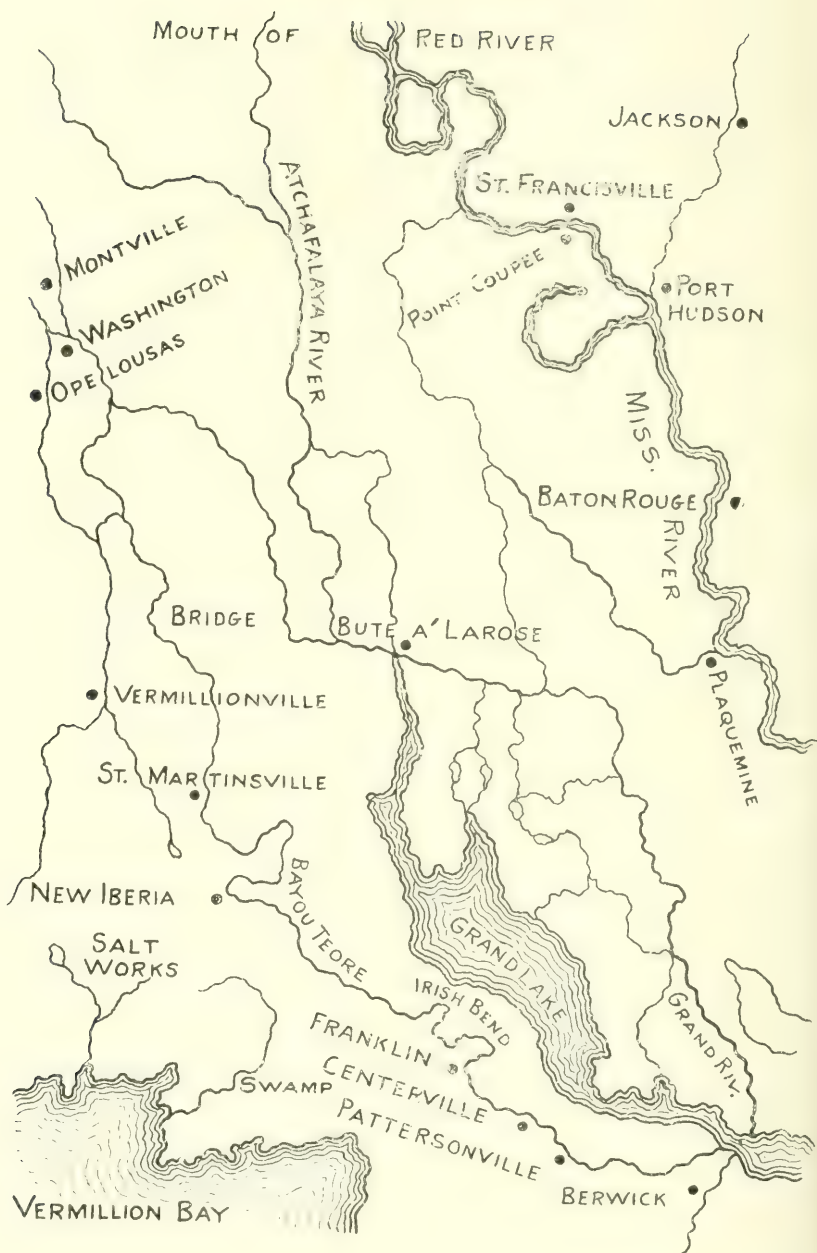 MOUTH OF
RED RIVER
JACKSON
ST. FRANCISVILLE
ATCHAFALAYA RIVER
MONTVILLE
POINT COUPEE
PORT
HUDSON
WASHINGTON
OPELOUSAS
MISS.
RIVER
BATON ROUGE
BRIDGE
BUTE A' LAROSE
PLAQUEMINE
VERMILLIONVILLE
ST. MARTINSVILLE
NEW IBERIA
BAYOU TEORE
SALT
WORKS
GRAND LAKE
IRISH BEND
GRAND RIV.
FRANKLIN
CENTERVILLE
PATTERSONVILLE
SWAMP
BERWICK
VERMILLION BAY